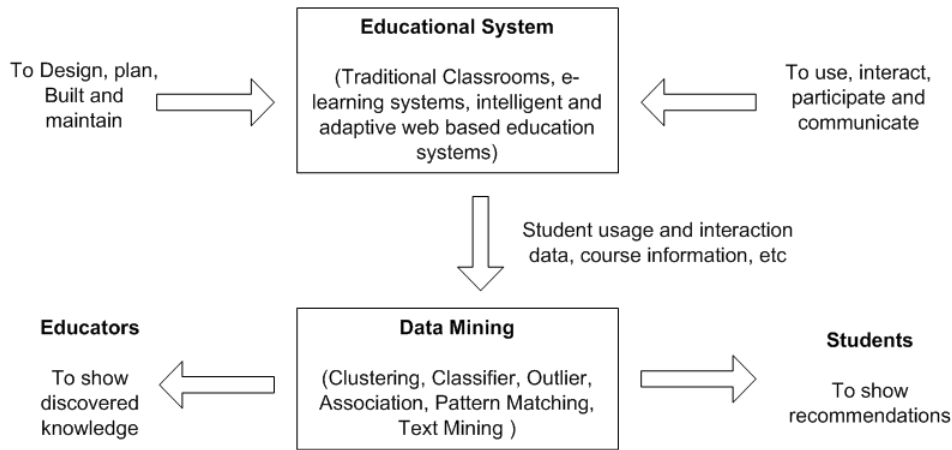 Educational System
(Traditional Classrooms, e-
learning systems, intelligent and
adaptive web based education
systems)
To Design, plan,
Built and
maintain
To use, interact,
participate and
communicate
Student usage and interaction
data, course information, etc
Educators
To show
discovered
knowledge
Data Mining
(Clustering, Classifier, Outlier,
Association, Pattern Matching,
Text Mining )
Students
To show
recommendations